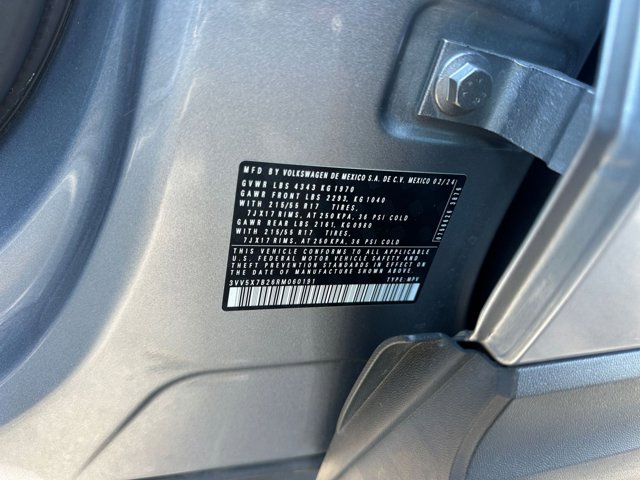 MFD BY VOLKSWAGEN DE MEXICO S.A. DE C.V. MEXICO 02/24
GVWR LBS 4343 KG 1970
GAWR FRONT LBS 2293, KG 1040
WITH 215/55 R17 TIRES,
7JX17 RIMS, AT 250 KPA, 36 PSI COLD
GAWR REAR LBS 2161, KG 0980
WITH 215/55 R17 TIRES,
7JX17 RIMS, AT 250 KPA, 36 PSI COLD
THIS VEHICLE CONFORMS TO ALL APPLICABLE
U.S. FEDERAL MOTOR VEHICLE SAFETY AND
THEFT PREVENTION STANDARDS IN EFFECT ON
THE DATE OF MANUFACTURE SHOWN ABOVE.
3VV5X7B26RM060191 TYPE: MPV